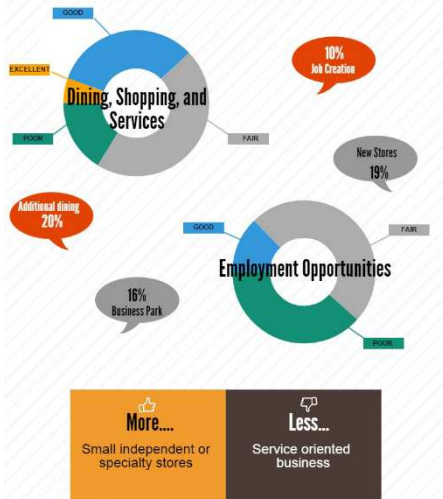 GOOD
10%
Job Creation
EXCELLENT
Dining, Shopping, and
Services
POOR
FAIR
New Stores
19%
Additional dining
20%
GOOD
FAIR
Employment Opportunities
16%
Business Park
POOR
More....
Small independent or
specialty stores
Less...
Service oriented
business